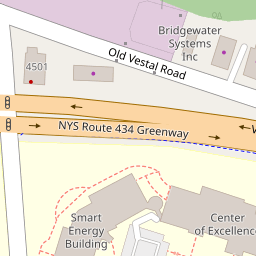 Bridgewater
Systems
Inc
Old Vestal Road
4501
NYS Route 434 Greenway
V
Smart
Energy
Building
Center
of Excellence